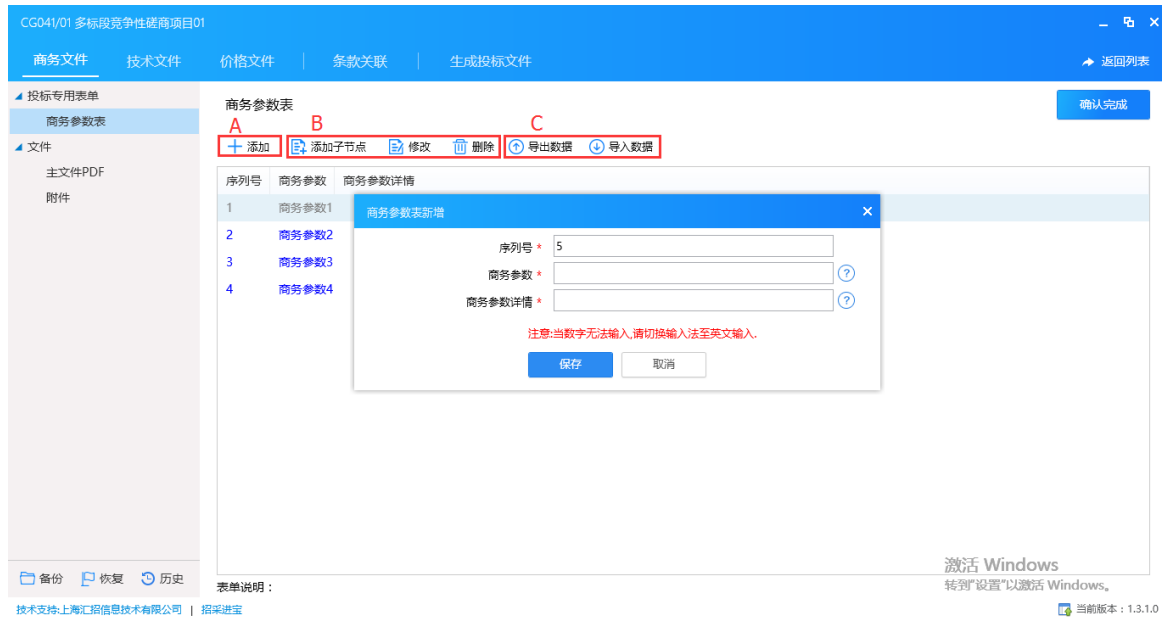 CG041/01 多标段竞争性磋商项目01
商务文件 技术文件 价格文件 条款关联 生成投标文件 返回列表
投标专用表单
商务参数表
文件
主文件PDF
附件
商务参数表 确认完成
A B C
添加 添加子节点 修改 删除 导出数据 导入数据
序列号 商务参数 商务参数详情
1 商务参数1
2 商务参数2
3 商务参数3
4 商务参数4
商务参数表新增
序列号 * 5
商务参数 * ?
商务参数详情 * ?
注意:当数字无法输入,请切换输入法至英文输入.
保存 取消
激活 Windows
转到"设置"以激活 Windows。
备份 恢复 历史
表单说明：
技术支持:上海汇招信息技术有限公司 | 招采进宝 当前版本：1.3.1.0